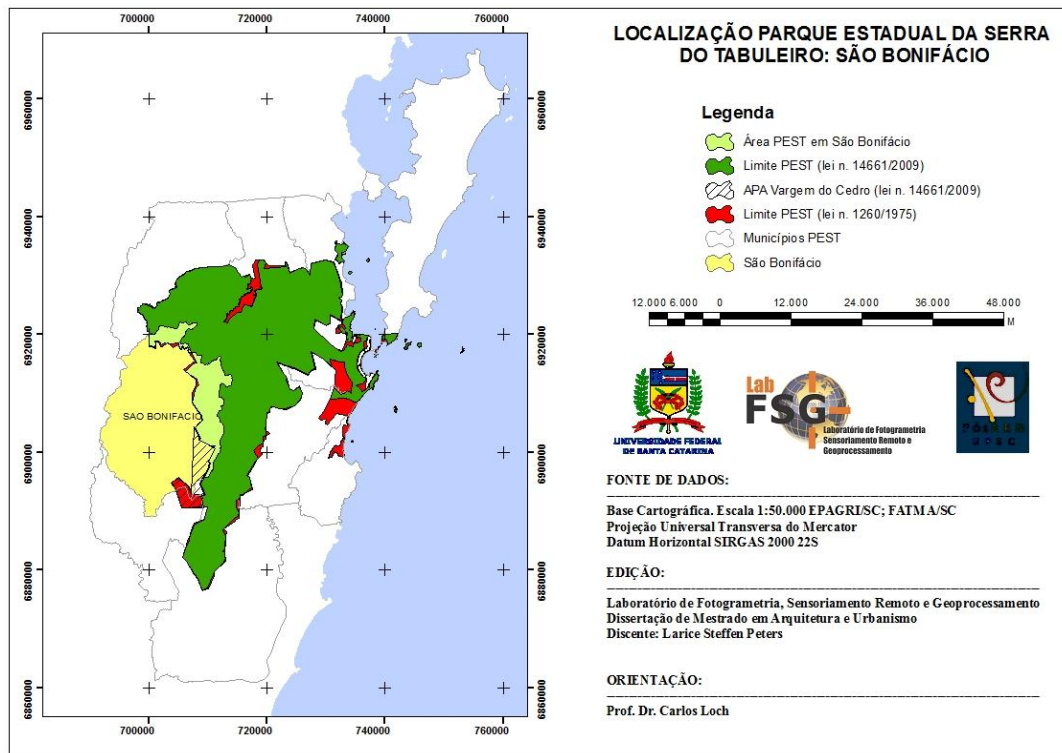 LOCALIZAÇÃO PARQUE ESTADUAL DA SERRA
DO TABULEIRO: SÃO BONIFÁCIO
700000
720000
740000
760000
6960000
6940000
6920000
6900000
6880000
6860000
SAO BONIFACIO
6960000
6940000
6920000
6900000
6880000
6860000
700000
720000
740000
760000
Legenda
Área PEST em São Bonifácio
Limite PEST (lei n. 14661/2009)
APA Vargem do Cedro (lei n. 14661/2009)
Limite PEST (lei n. 1260/1975)
Municípios PEST
São Bonifácio
12.000 6.000 0 12.000 24.000 36.000 48.000
M
UNIVERSIDADE FEDERAL
DE SANTA CATARINA
Lab
FSG
Laboratório de Fotogrametria
Sensoriamento Remoto e
Geoprocessamento
FONTE DE DADOS:
Base Cartográfica. Escala 1:50.000 EPAGRI/SC; FATMA/SC
Projeção Universal Transversa do Mercator
Datum Horizontal SIRGAS 2000 22S
EDIÇÃO:
Laboratório de Fotogrametria, Sensoriamento Remoto e Geoprocessamento
Dissertação de Mestrado em Arquitetura e Urbanismo
Discente: Larice Steffen Peters
ORIENTAÇÃO:
Prof. Dr. Carlos Loch